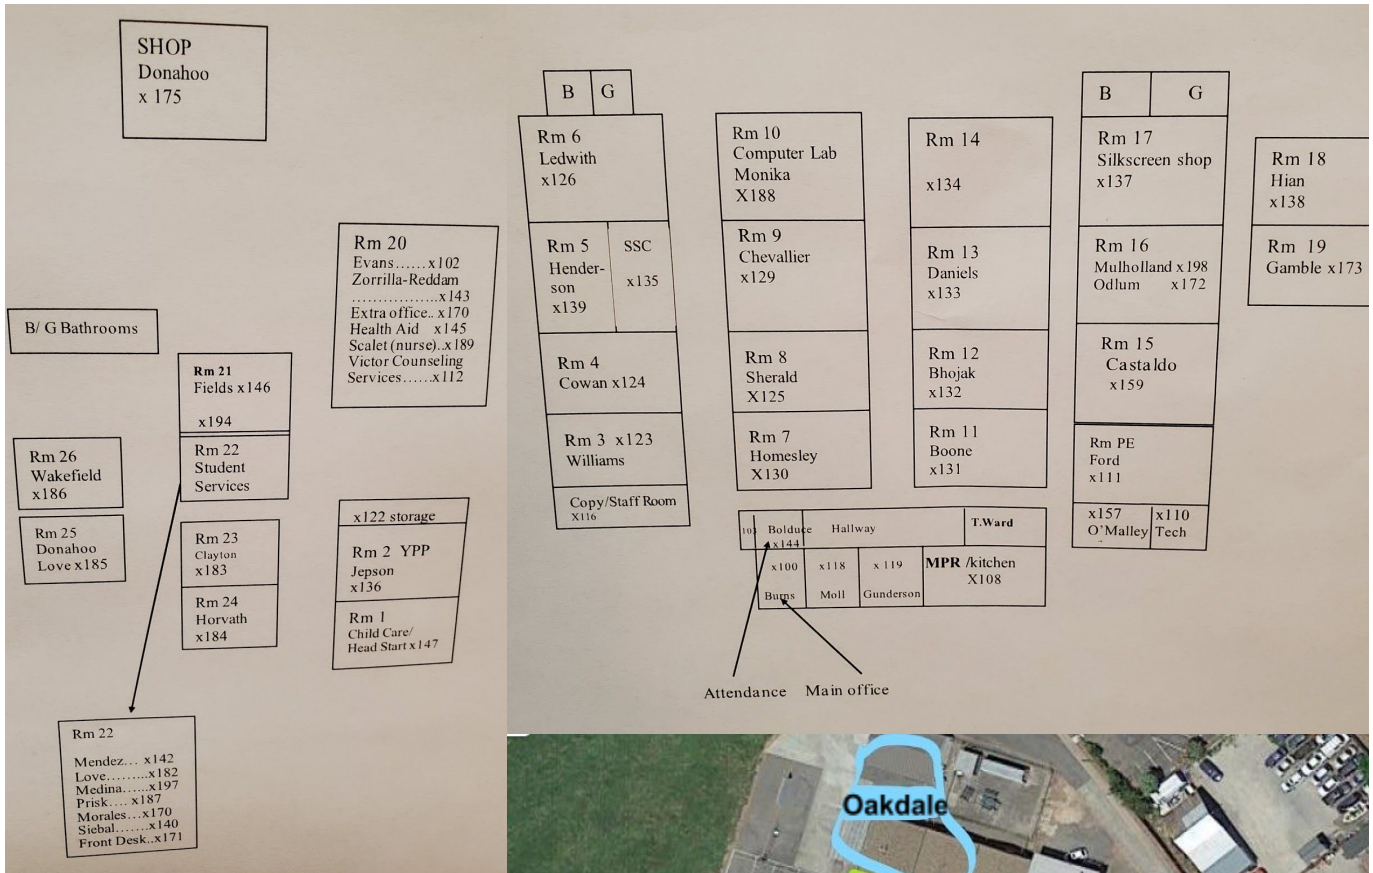 SHOP
Donahoo
x 175
B/ G Bathrooms
Rm 20
Evans......x102
Zorrilla-Reddam
.................x143
Extra office.. x170
Health Aid x145
Scalet (nurse)..x189
Victor Counseling
Services......x112
Rm 21
Fields x146
x194
Rm 22
Student
Services
Rm 26
Wakefield
x186
Rm 25
Donahoo
Love x185
Rm 23
Clayton
x183
Rm 24
Horvath
x184
x122 storage
Rm 2 YPP
Jepson
x136
Rm 1
Child Care/
Head Start x147
Rm 22
Mendez... x142
Love.........x182
Medina......x197
Prisk.... x187
Morales...x170
Siebal.......x140
Front Desk..x171
B G
Rm 6
Ledwith
x126
Rm 5
Hender-
son
x139
SSC
x135
Rm 4
Cowan x124
Rm 3 x123
Williams
Copy/Staff Room
X116
Rm 10
Computer Lab
Monika
X188
Rm 9
Chevallier
x129
Rm 8
Sherald
X125
Rm 7
Homesley
X130
Rm 14
x134
Rm 13
Daniels
x133
Rm 12
Bhojak
x132
Rm 11
Boone
x131
B G
Rm 17
Silkscreen shop
x137
Rm 16
Mulholland x198
Odlum x172
Rm 15
Castaldo
x159
Rm PE
Ford
x111
x157
O'Malley
x110
Tech
Rm 18
Hian
x138
Rm 19
Gamble x173
Bolduce
x144
Hallway
T.Ward
x100
Burns
x118
Moll
x 119
Gunderson
MPR /kitchen
X108
Attendance Main office
Oakdale